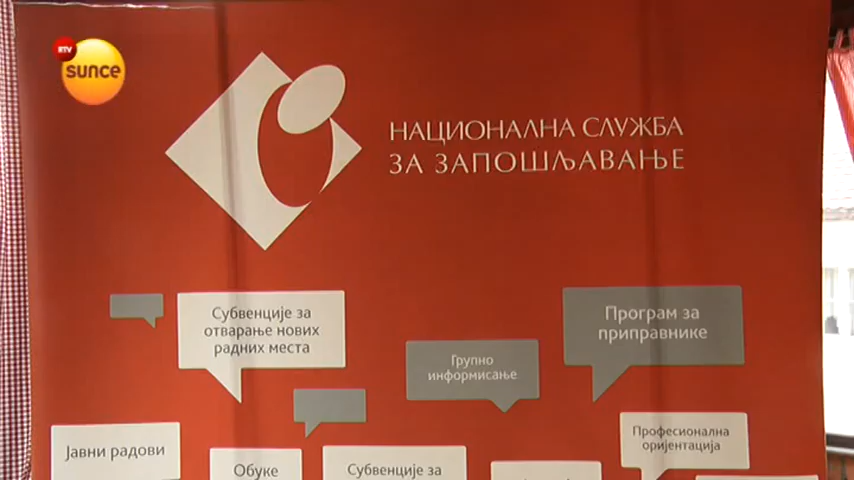 RTV
sunce
НАЦИОНАЛНА СЛУЖБА
ЗА ЗАПОШЉАВАЊЕ
Субвенције за
отварање нових
радних места
Програм за
приправнике
Групно
информисање
Професионална
оријентација
Јавни радови
Обуке
Субвенције за